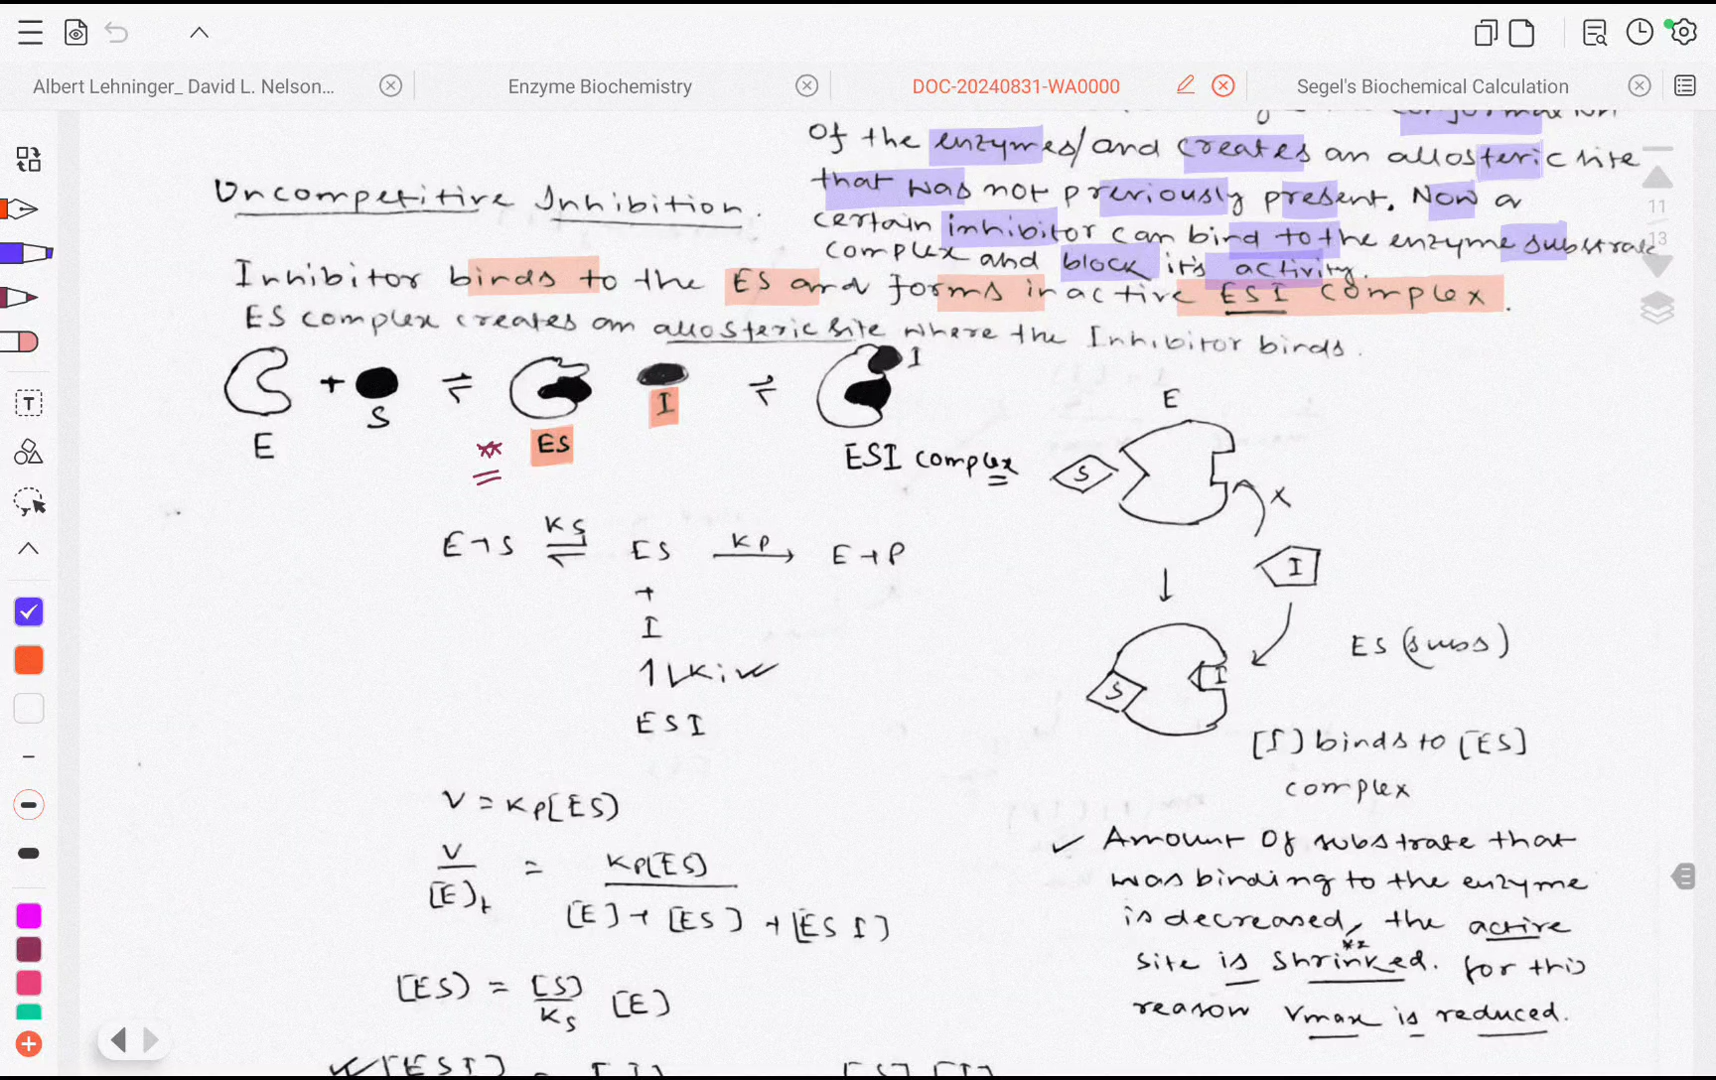 Albert Lehninger_ David L. Nelson...
Enzyme Biochemistry
DOC-20240831-WA0000
Segel's Biochemical Calculation
of the enzymes/and creates an allosteric site
that was not previously present. Now a
certain inhibitor can bind to the enzyme substrate
complex and block it's activity.
11
13
Uncompetitive Inhibition.
Inhibitor binds to the ES and forms inactive ESI complex.
ES complex creates an allosteric site where the Inhibitor binds.
E + S ⇌ ES I ⇌ I
ESI complex
E
S
X
I
E+S ⇌ ES → E+P
Ks
Kp
+
I
↑↓Ki
ESI
S
I
ES (subs)
[I] binds to [ES]
complex
V = Kp[ES]
V/[E]t = Kp[ES]/[E]+[ES]+[ESI]
[ES] = [S]/Ks [E]
✓ Amount Of substrate that
was binding to the enzyme
is decreased, the active
site is shrinked. for this
reason Vmax is reduced.
T